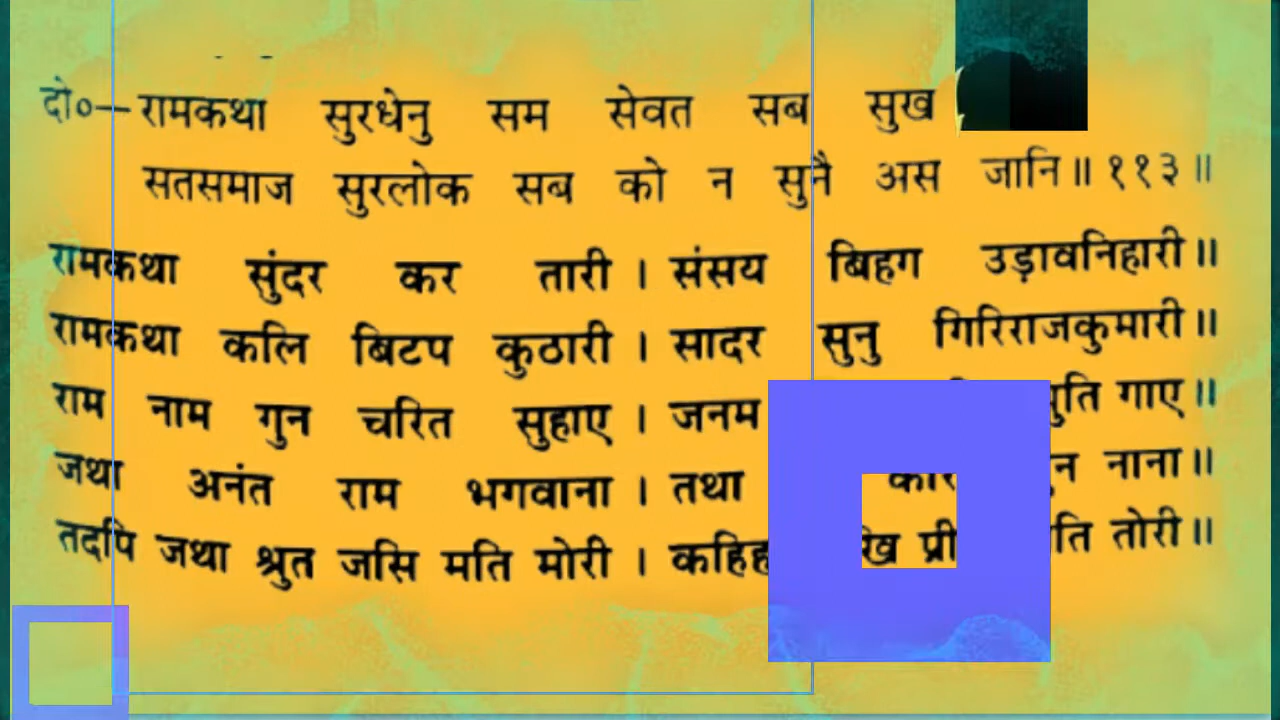 दो०—रामकथा सुरधेनु सम सेवत सब सुख
सतसमाज सुरलोक सब को न सुनै अस जानि॥ ११३॥
रामकथा सुंदर कर तारी। संसय बिहग उड़ावनिहारी॥
रामकथा कलि बिटप कुठारी। सादर सुनु गिरिराजकुमारी॥
राम नाम गुन चरित सुहाए। जनम गाए॥
जथा अनंत राम भगवाना। तथा नाना॥
तदपि जथा श्रुत जसि मति मोरी। तोरी॥